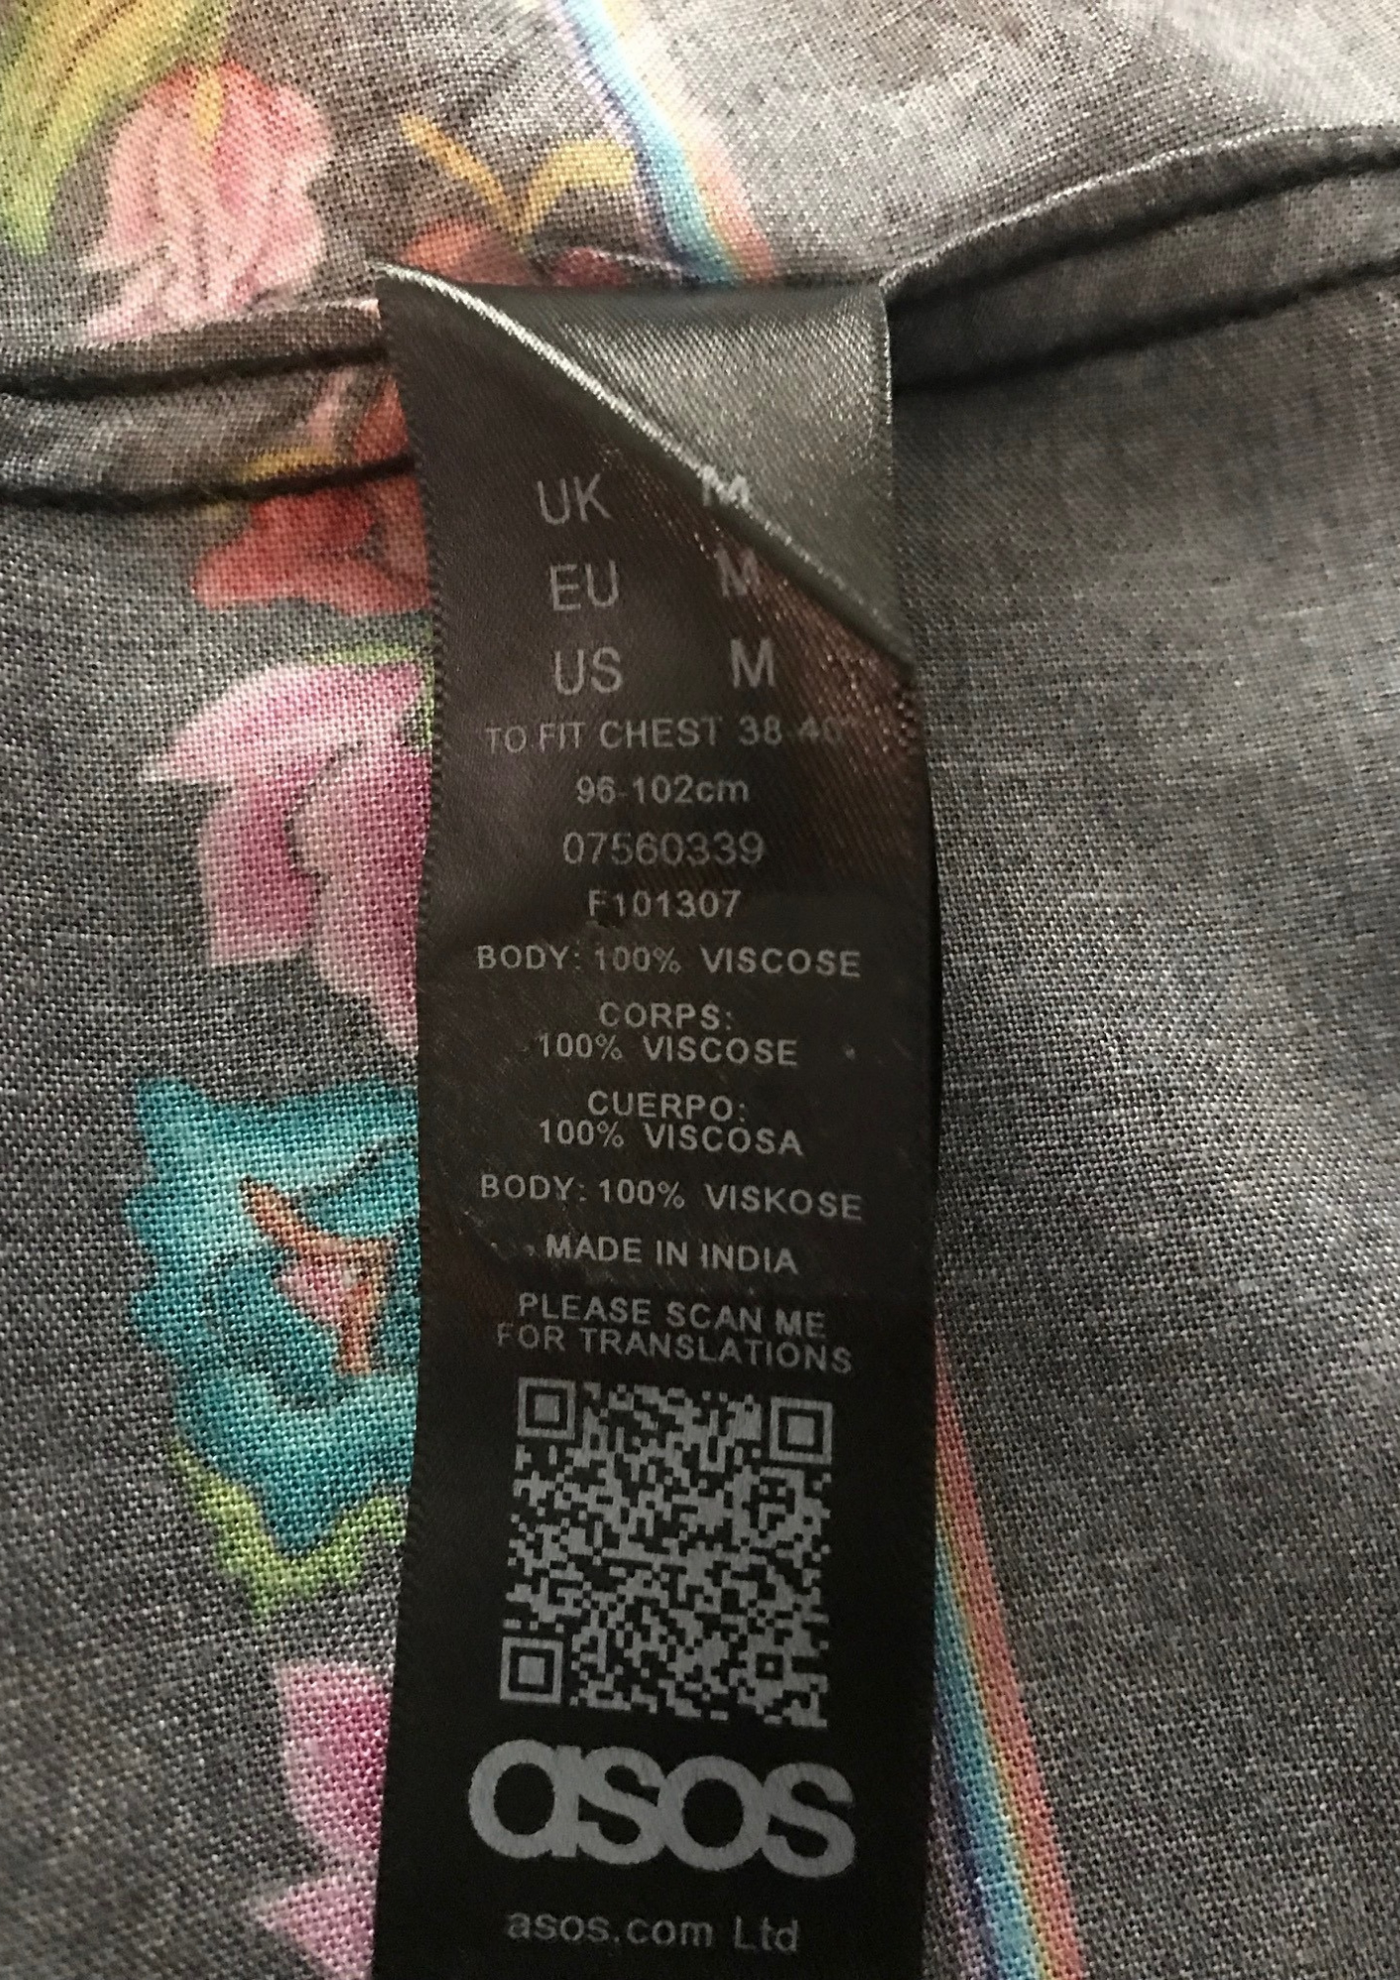 UK M
EU M
US M
TO FIT CHEST 38-40"
96-102cm
07560339
F101307
BODY: 100% VISCOSE
CORPS:
100% VISCOSE
CUERPO:
100% VISCOSA
BODY: 100% VISKOSE
MADE IN INDIA
PLEASE SCAN ME
FOR TRANSLATIONS
asos
asos.com Ltd